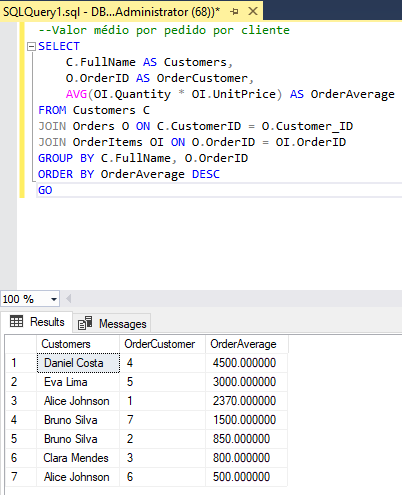 SQLQuery1.sql - DB...Administrator (68))*
--Valor médio por pedido por cliente
SELECT
C.FullName AS Customers,
O.OrderID AS OrderCustomer,
AVG(OI.Quantity * OI.UnitPrice) AS OrderAverage
FROM Customers C
JOIN Orders O ON C.CustomerID = O.Customer_ID
JOIN OrderItems OI ON O.OrderID = OI.OrderID
GROUP BY C.FullName, O.OrderID
ORDER BY OrderAverage DESC
GO
100 %
Results Messages
Customers OrderCustomer OrderAverage
1 Daniel Costa 4 4500.000000
2 Eva Lima 5 3000.000000
3 Alice Johnson 1 2370.000000
4 Bruno Silva 7 1500.000000
5 Bruno Silva 2 850.000000
6 Clara Mendes 3 800.000000
7 Alice Johnson 6 500.000000